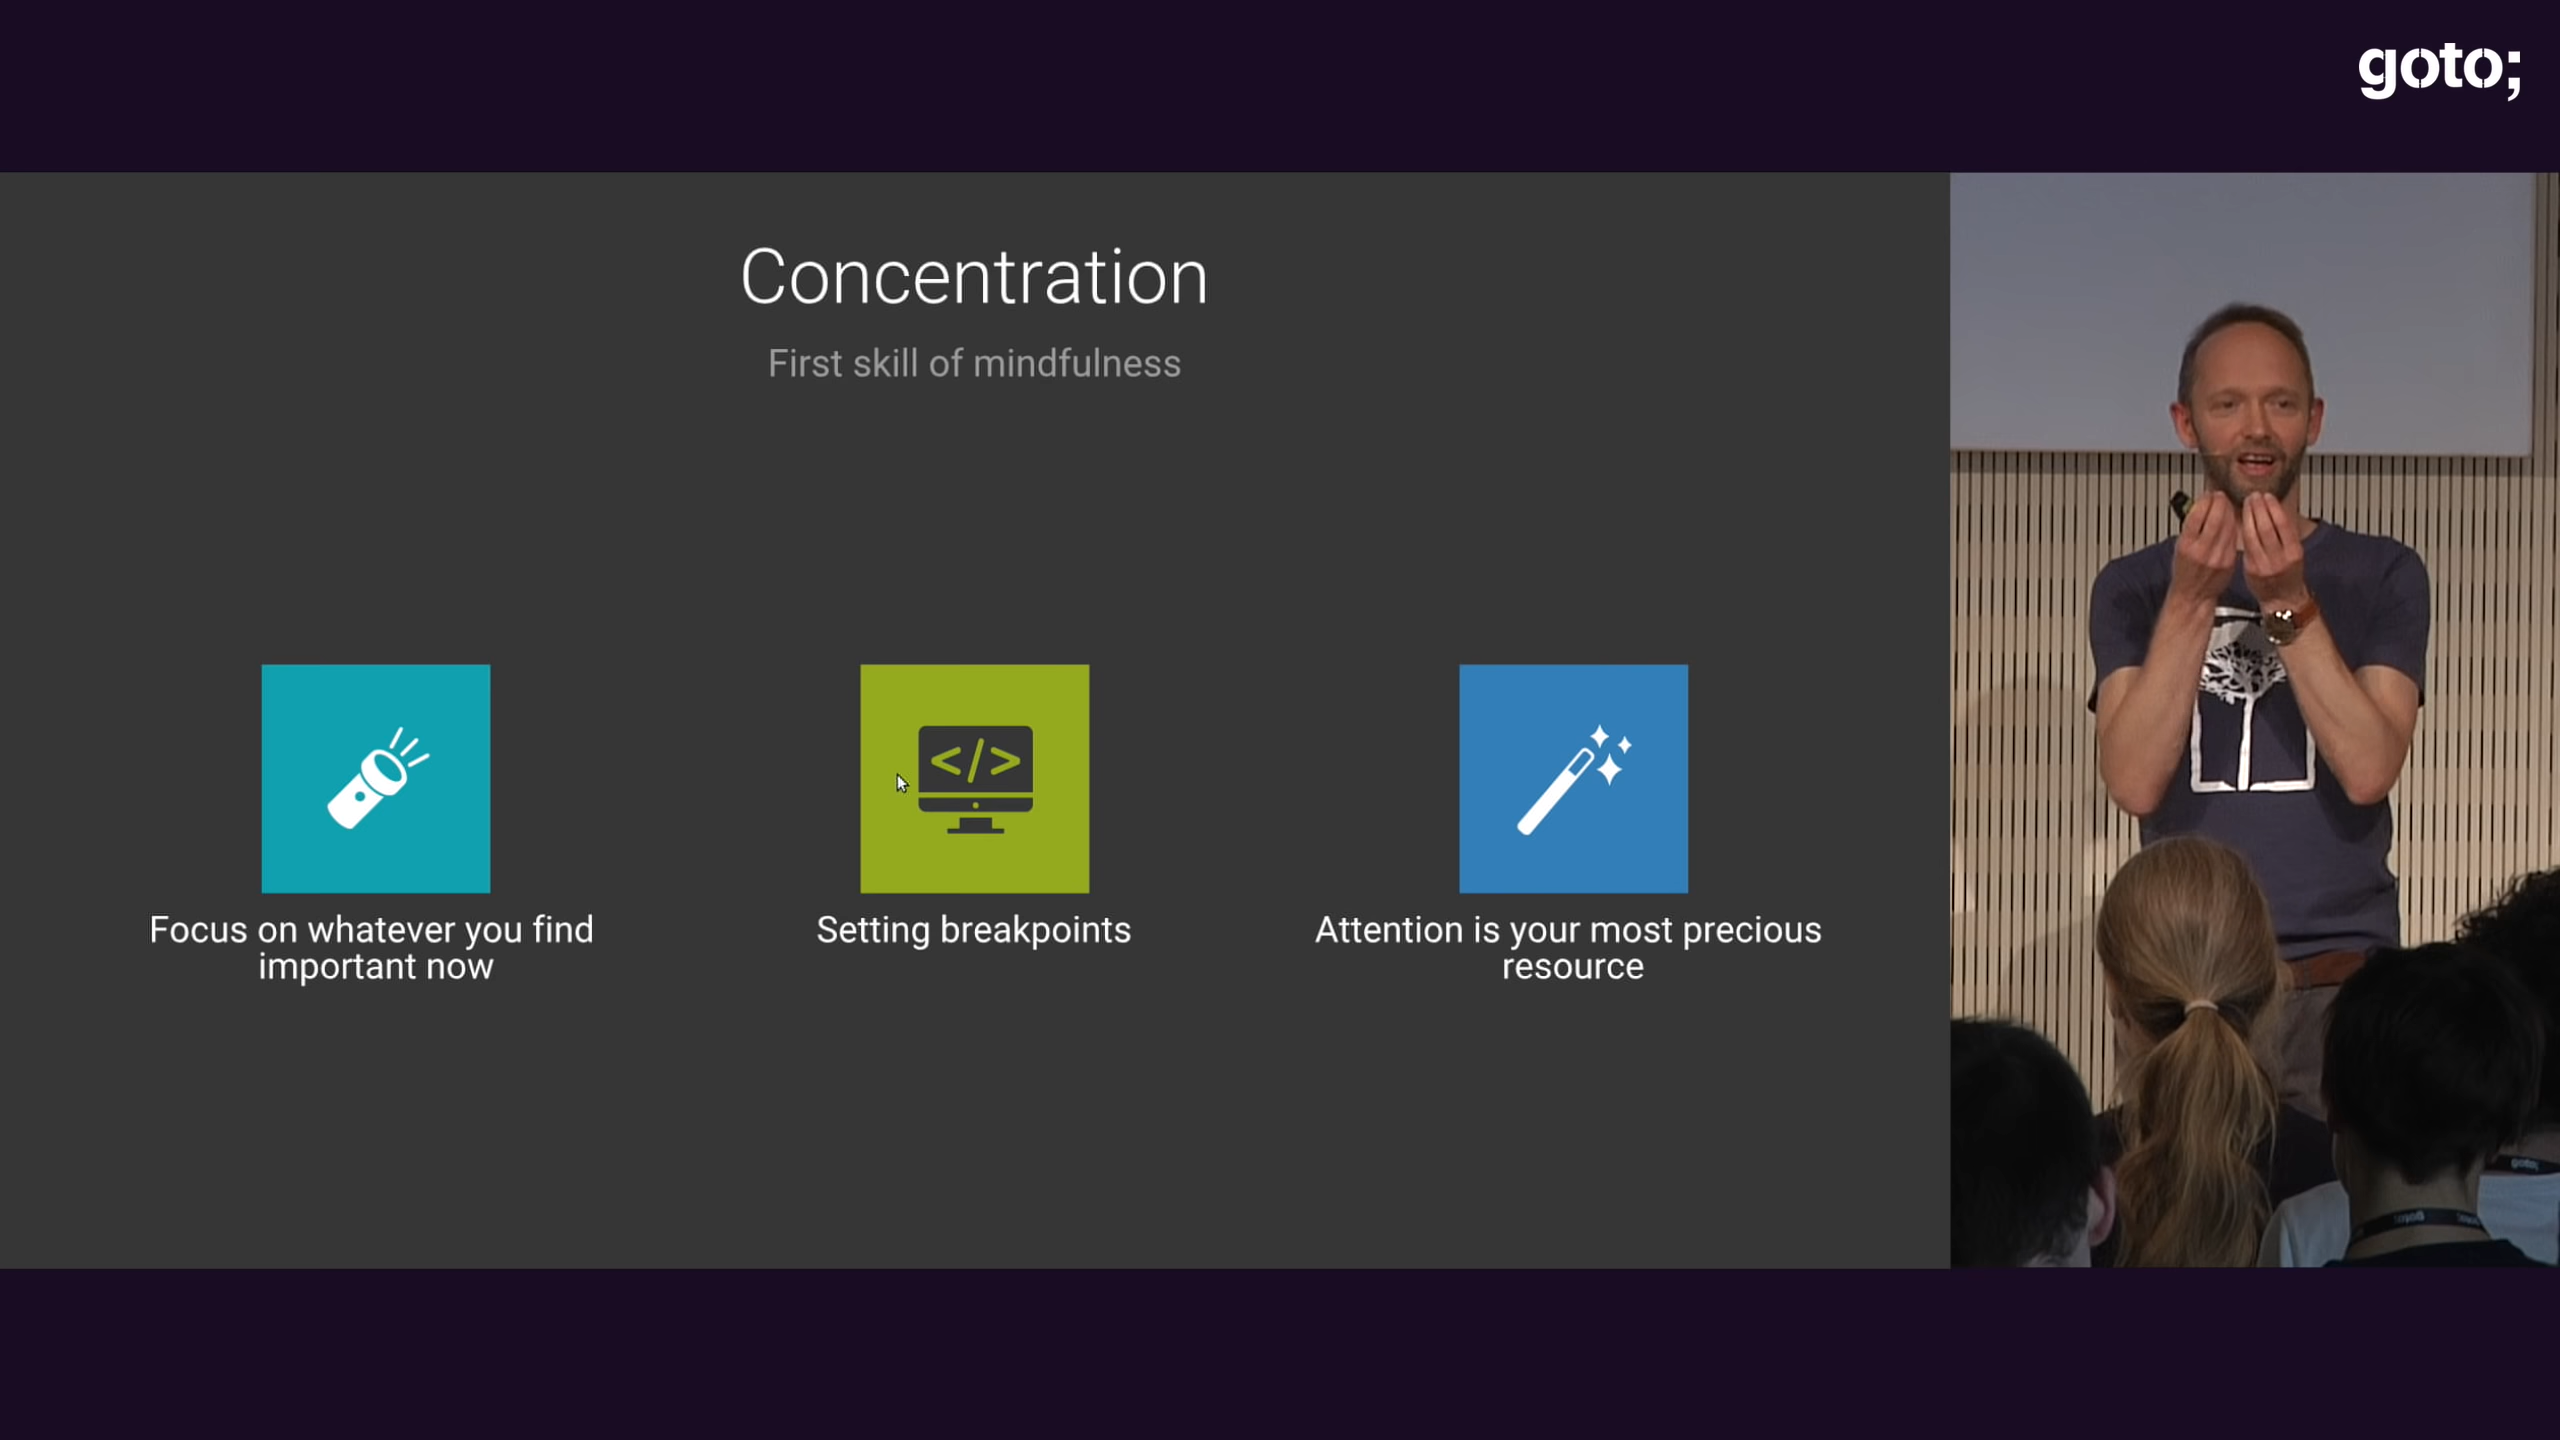 goto;
Concentration
First skill of mindfulness
</>
Focus on whatever you find
important now
Setting breakpoints
Attention is your most precious
resource